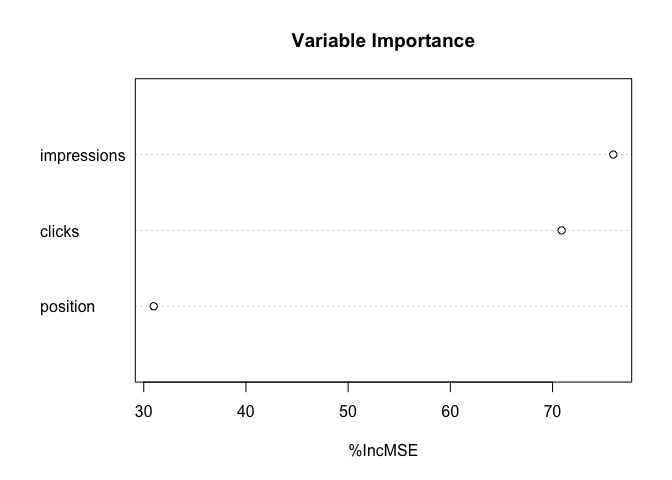 Variable Importance
impressions
clicks
position
30 40 50 60 70
%IncMSE